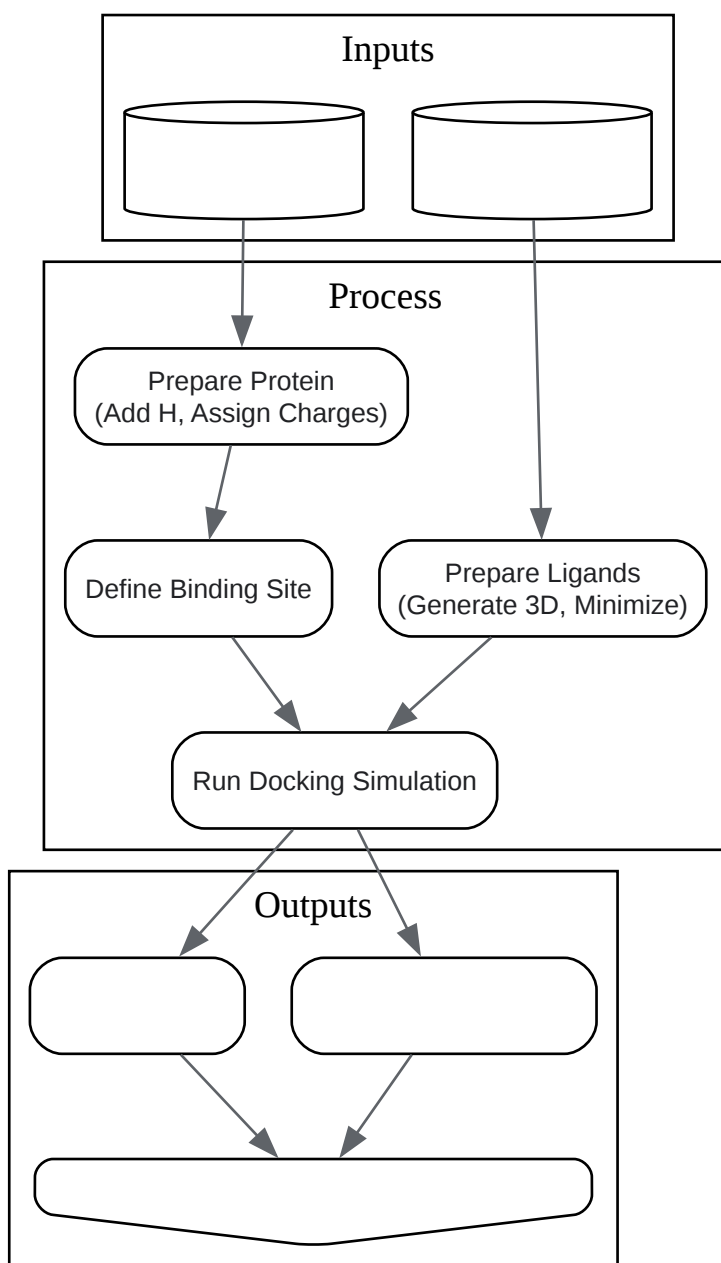 Inputs
Process
Prepare Protein
(Add H, Assign Charges)
Define Binding Site
Prepare Ligands
(Generate 3D, Minimize)
Run Docking Simulation
Outputs